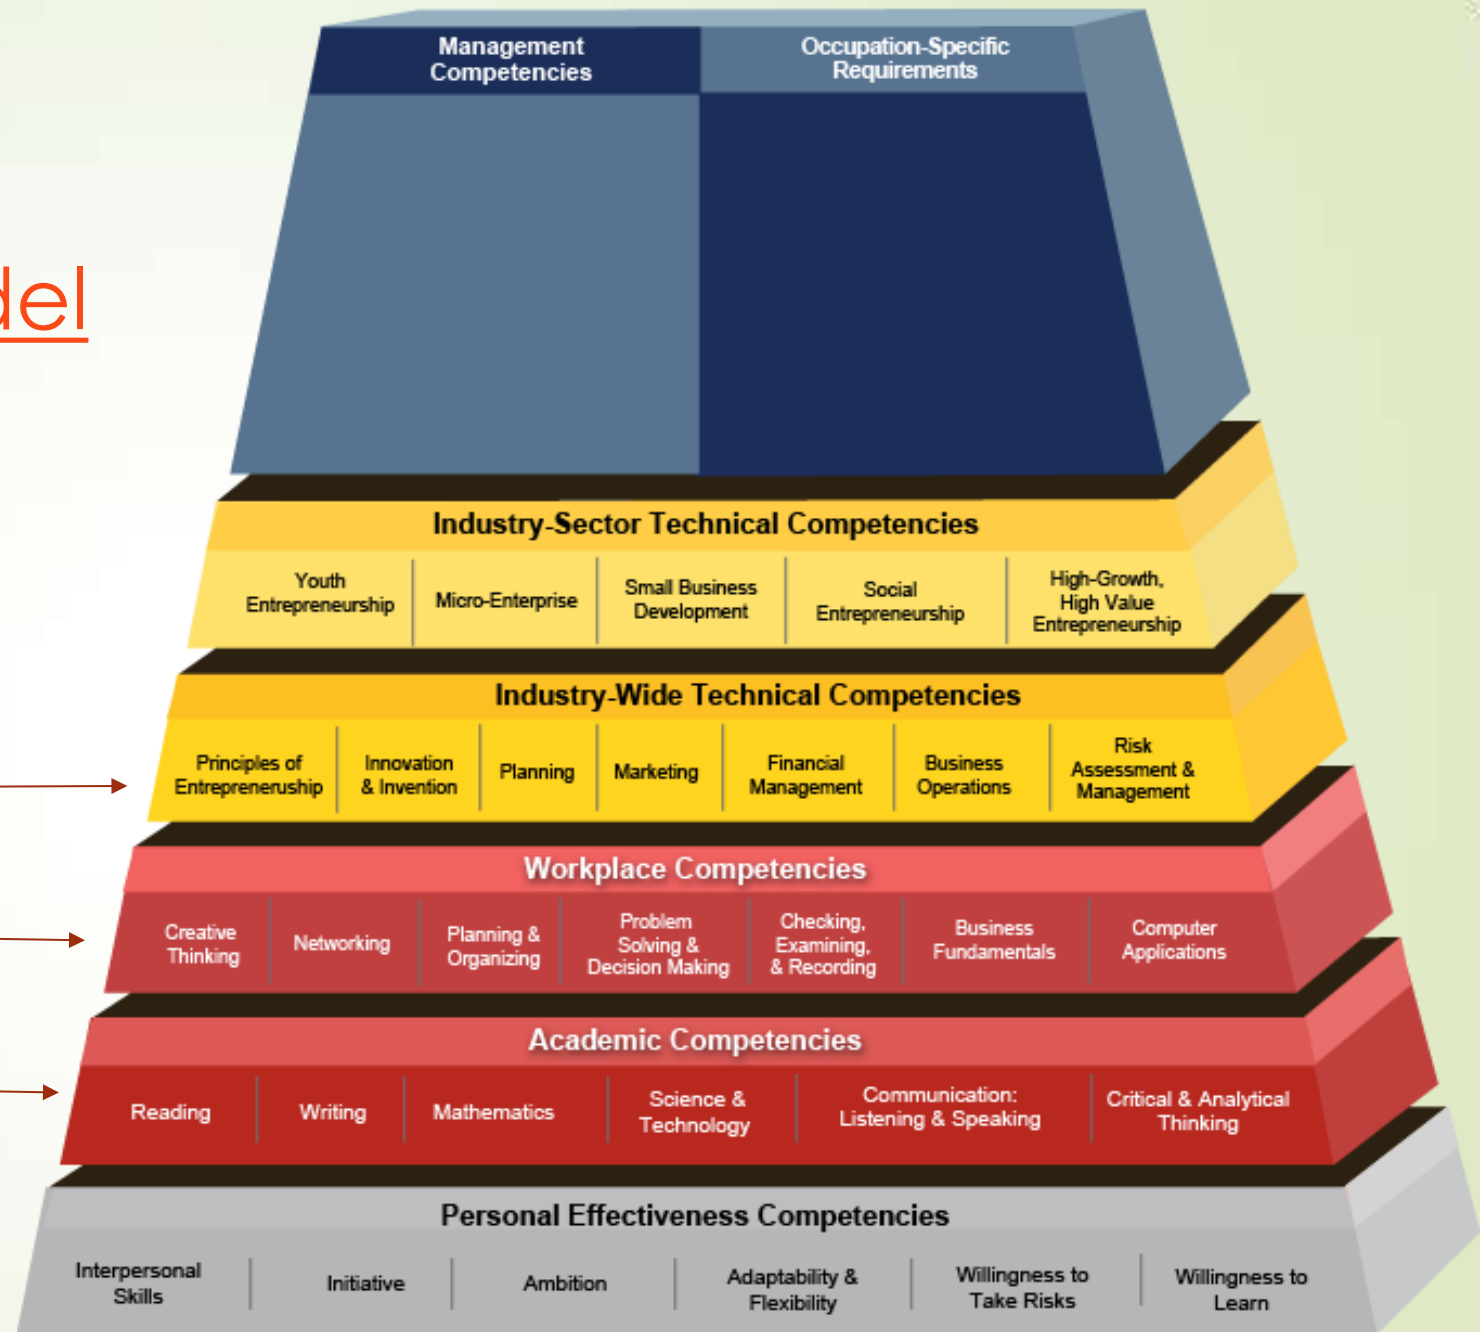 Management
Competencies
Occupation-Specific
Requirements
del
Industry-Sector Technical Competencies
Youth
Entrepreneurship
Micro-Enterprise
Small Business
Development
Social
Entrepreneurship
High-Growth,
High Value
Entrepreneurship
Industry-Wide Technical Competencies
Principles of
Entrepreneruship
Innovation
& Invention
Planning
Marketing
Financial
Management
Business
Operations
Risk
Assessment &
Management
Workplace Competencies
Creative
Thinking
Networking
Planning &
Organizing
Problem
Solving &
Decision Making
Checking,
Examining,
& Recording
Business
Fundamentals
Computer
Applications
Academic Competencies
Reading
Writing
Mathematics
Science &
Technology
Communication:
Listening & Speaking
Critical & Analytical
Thinking
Personal Effectiveness Competencies
Interpersonal
Skills
Initiative
Ambition
Adaptability &
Flexibility
Willingness to
Take Risks
Willingness to
Learn